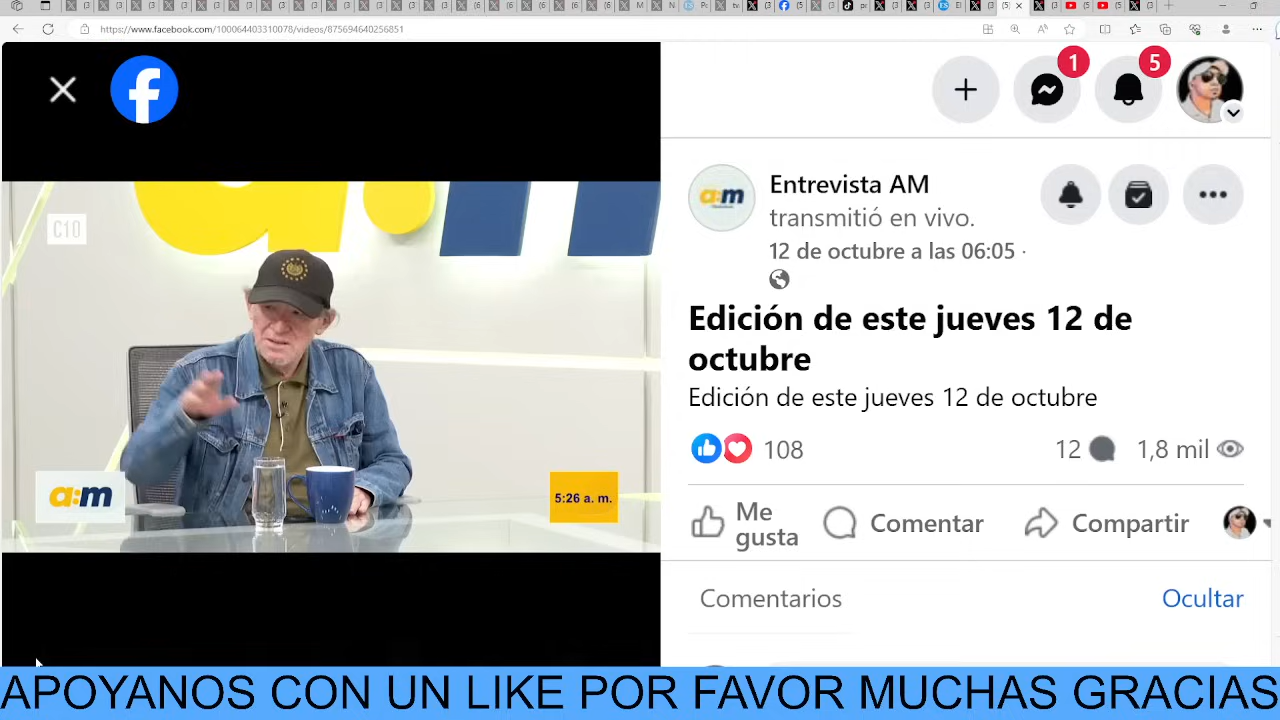 https://www.facebook.com/100064403310078/videos/875694640256851
1
5
C10
a:m
5:26 a. m.
a:m
Entrevista AM
transmitió en vivo.
12 de octubre a las 06:05 ·
Edición de este jueves 12 de
octubre
Edición de este jueves 12 de octubre
108
12
1,8 mil
Me
gusta
Comentar
Compartir
Comentarios
Ocultar
APOYANOS CON UN LIKE POR FAVOR MUCHAS GRACIAS